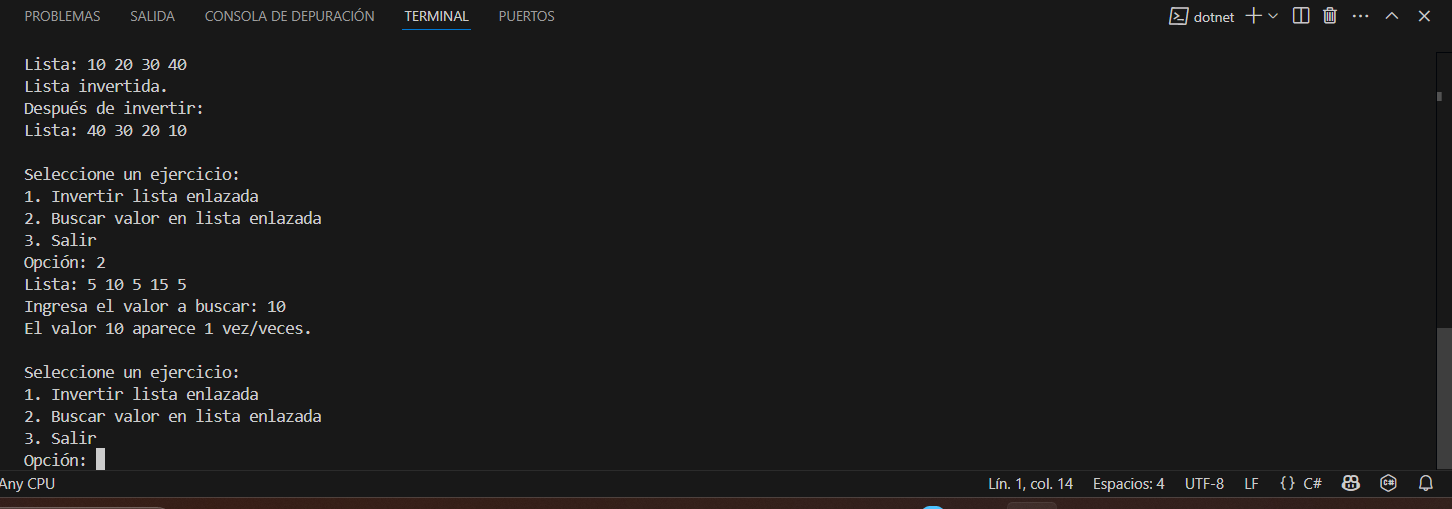 PROBLEMAS SALIDA CONSOLA DE DEPURACIÓN TERMINAL PUERTOS dotnet
Lista: 10 20 30 40
Lista invertida.
Después de invertir:
Lista: 40 30 20 10
Seleccione un ejercicio:
1. Invertir lista enlazada
2. Buscar valor en lista enlazada
3. Salir
Opción: 2
Lista: 5 10 5 15 5
Ingresa el valor a buscar: 10
El valor 10 aparece 1 vez/veces.
Seleccione un ejercicio:
1. Invertir lista enlazada
2. Buscar valor en lista enlazada
3. Salir
Opción:
Any CPU Lín. 1, col. 14 Espacios: 4 UTF-8 LF {} C#